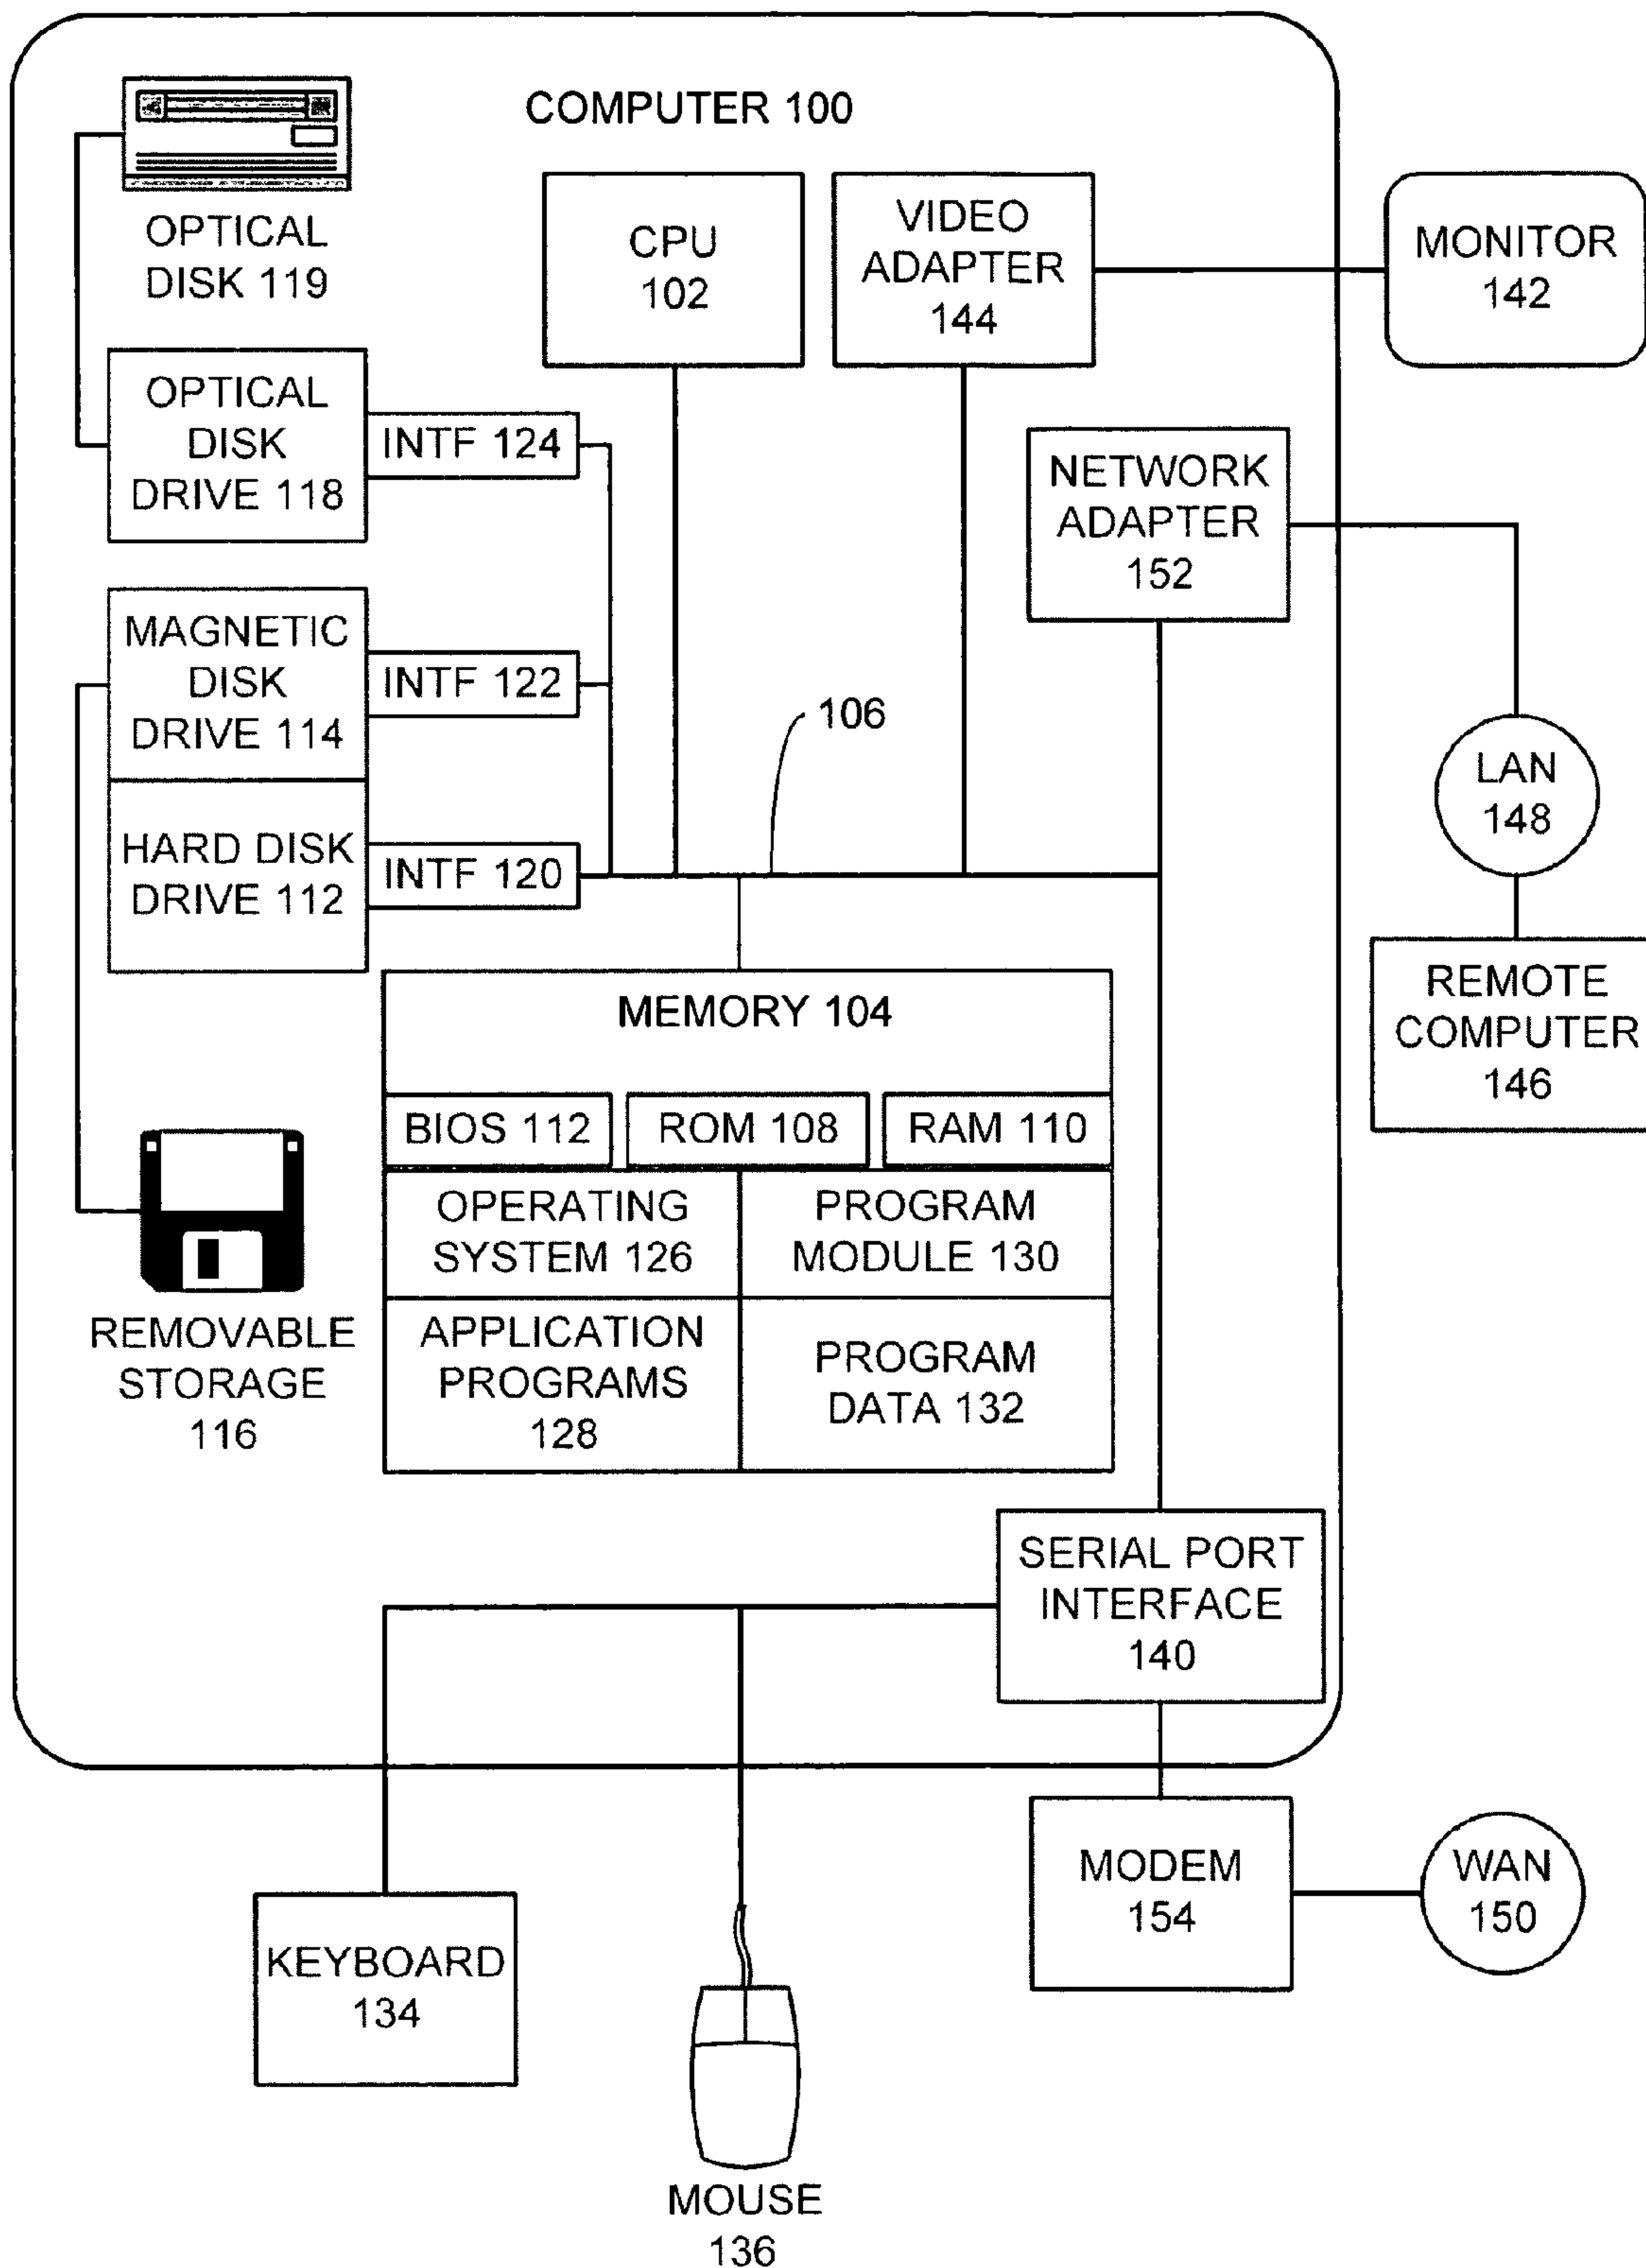 COMPUTER 100
OPTICAL
DISK 119
CPU
102
VIDEO
ADAPTER
144
MONITOR
142
OPTICAL
DISK
DRIVE 118
INTF 124
NETWORK
ADAPTER
152
MAGNETIC
DISK
DRIVE 114
INTF 122
106
LAN
148
HARD DISK
DRIVE 112
INTF 120
REMOTE
COMPUTER
146
MEMORY 104
BIOS 112
ROM 108
RAM 110
OPERATING
SYSTEM 126
PROGRAM
MODULE 130
REMOVABLE
STORAGE
116
APPLICATION
PROGRAMS
128
PROGRAM
DATA 132
SERIAL PORT
INTERFACE
140
MODEM
154
WAN
150
KEYBOARD
134
MOUSE
136